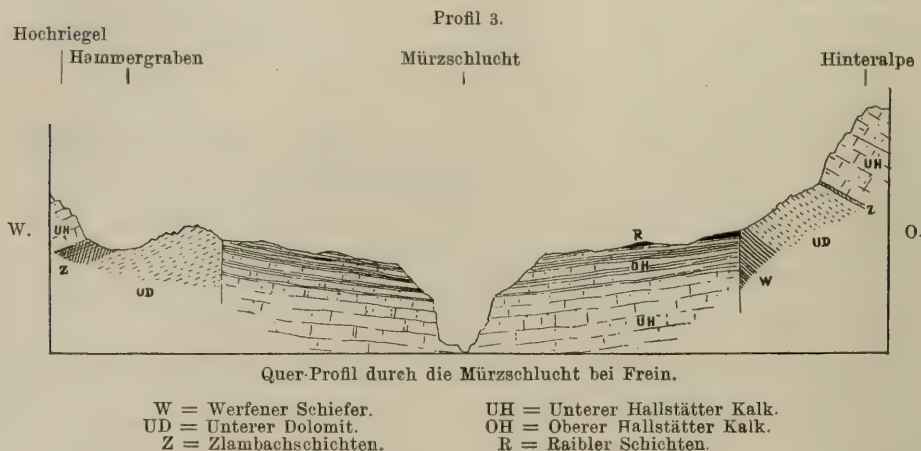 Profil 3.
Hochriegel
Hammergraben Mürzschlucht Hinteralpe
UH
R
Z
W. UH O.
OH
Z UD UD
W
UH
Quer-Profil durch die Mürzschlucht bei Frein.
W = Werfener Schiefer. UH = Unterer Hallstätter Kalk.
UD = Unterer Dolomit. OH = Oberer Hallstätter Kalk.
Z = Zlambachschichten. R = Raibler Schichten.